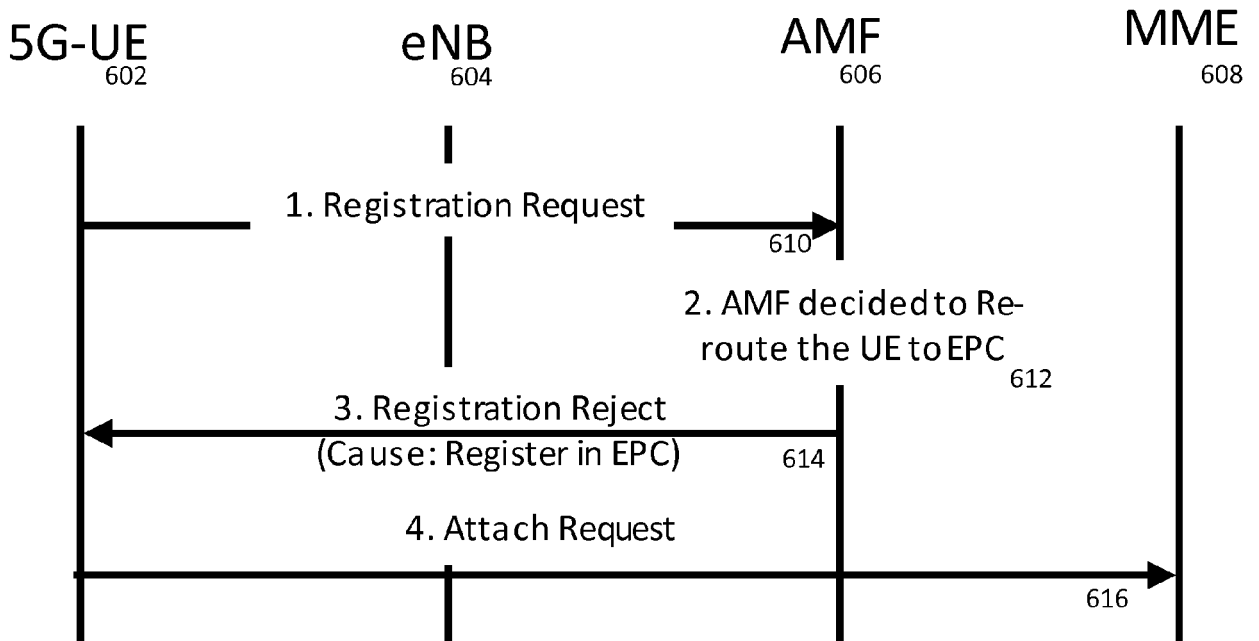 5G-UE
602
eNB
604
AMF
606
MME
608
1. Registration Request
610
2. AMF decided to Re-
route the UE to EPC
612
3. Registration Reject
(Cause: Register in EPC)
614
4. Attach Request
616